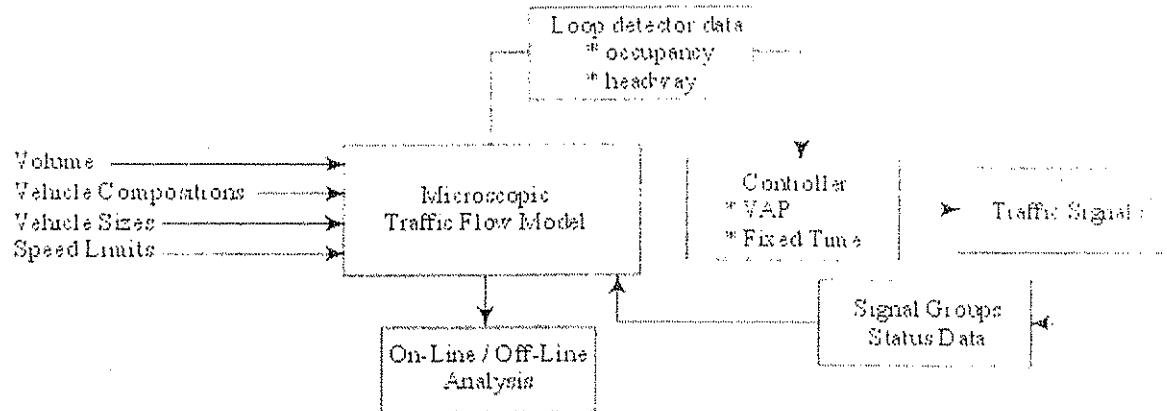 Loop detector data
* occupancy
* headway
Volume
Vehicle Compositions
Vehicle Sizes
Speed Limits
Microscopic
Traffic Flow Model
Controller
* VAP
* Fixed Time
Traffic Signal
Signal Groups
Status Data
On-Line / Off-Line
Analysis